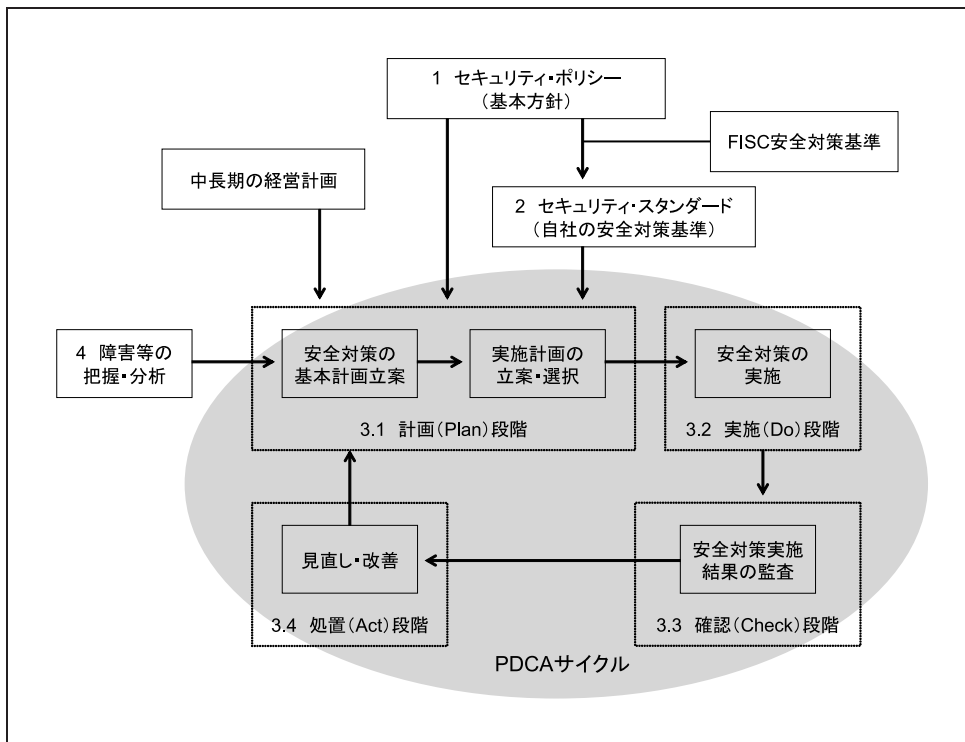 1 セキュリティ・ポリシー
（基本方針）
FISC安全対策基準
中長期の経営計画
2 セキュリティ・スタンダード
（自社の安全対策基準）
4 障害等の
把握・分析
安全対策の
基本計画立案
実施計画の
立案・選択
安全対策の
実施
3.1 計画（Plan）段階
3.2 実施（Do）段階
見直し・改善
安全対策実施
結果の監査
3.4 処置（Act）段階
3.3 確認（Check）段階
PDCAサイクル